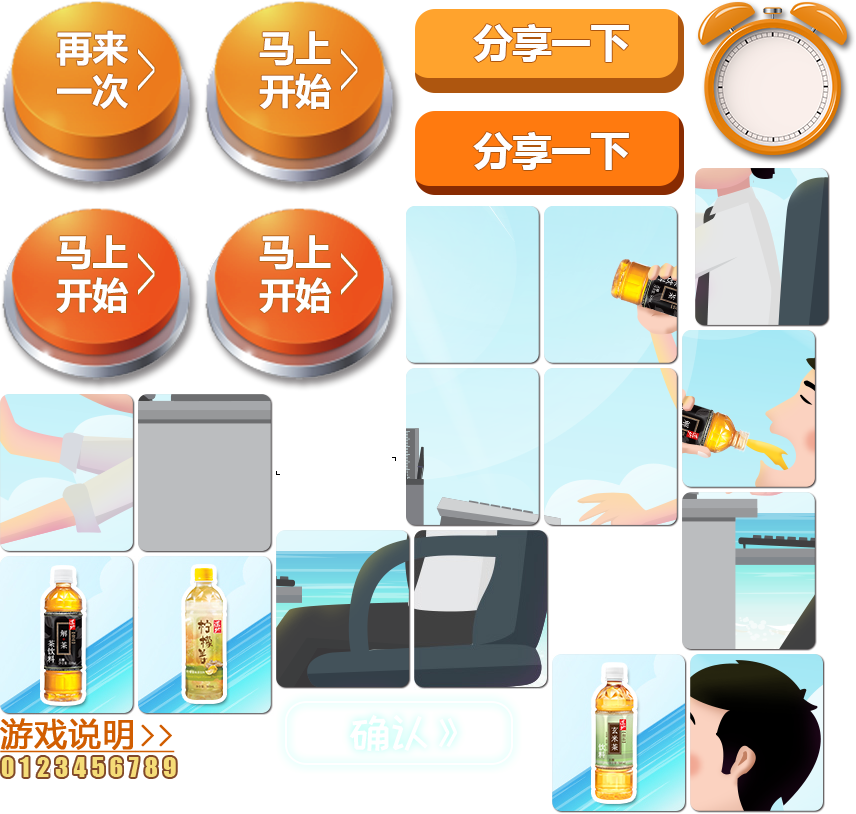 再来
一次
马上
开始
分享一下
分享一下
马上
开始
马上
开始
解茶
茶饮料
柠檬茶
玄米茶
饮料
确认 》
游戏说明>>
0123456789